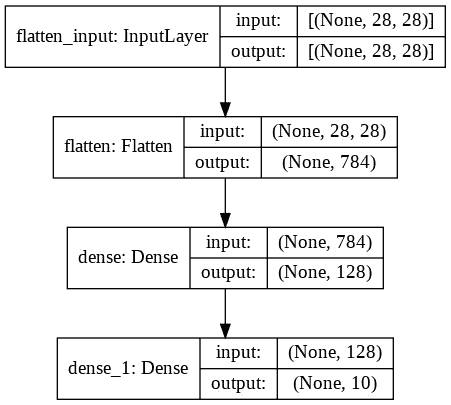 flatten_input: InputLayer
input:
[(None, 28, 28)]
output:
[(None, 28, 28)]
flatten: Flatten
input:
(None, 28, 28)
output:
(None, 784)
dense: Dense
input:
(None, 784)
output:
(None, 128)
dense_1: Dense
input:
(None, 128)
output:
(None, 10)